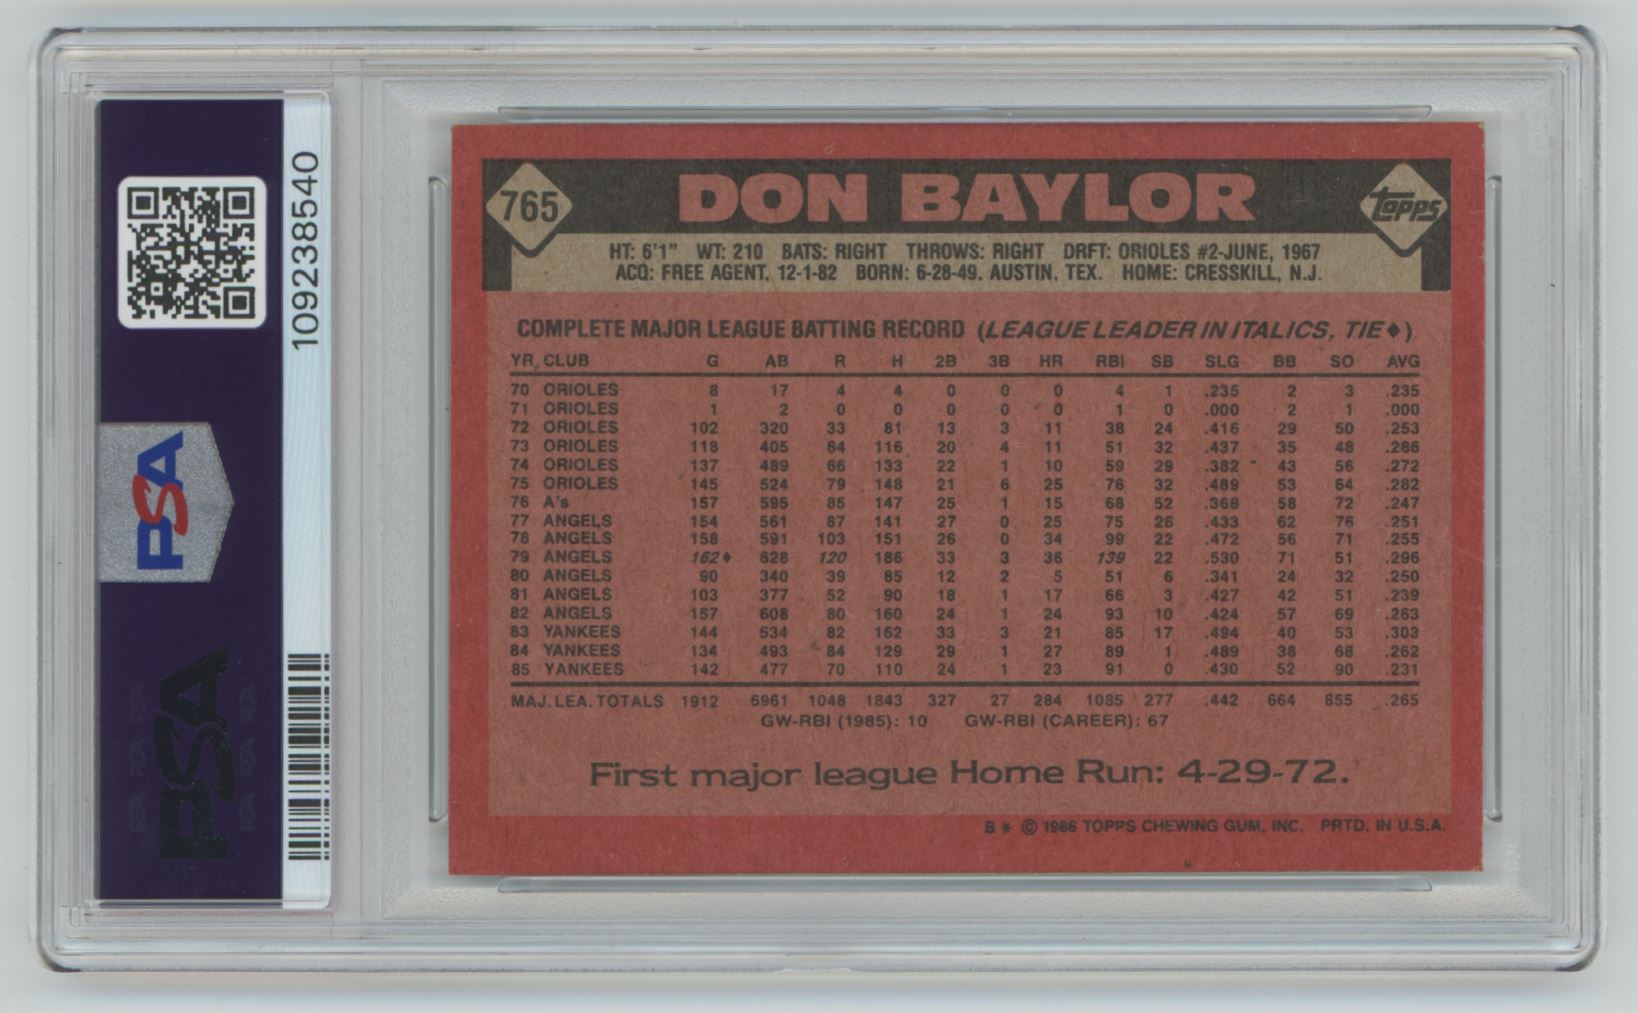 109238540
PSA
PSA
765
DON BAYLOR
topps
HT: 6'1" WT: 210 BATS: RIGHT THROWS: RIGHT DRFT: ORIOLES #2-JUNE, 1967
ACQ: FREE AGENT, 12-1-82 BORN: 6-28-49, AUSTIN, TEX. HOME: CRESSKILL, N.J.
COMPLETE MAJOR LEAGUE BATTING RECORD (LEAGUE LEADER IN ITALICS, TIE♦)
YR, CLUB G AB R H 2B 3B HR RBI SB SLG BB SO AVG
70 ORIOLES 8 17 4 4 0 0 0 4 1 .235 2 3 .235
71 ORIOLES 1 2 0 0 0 0 0 1 0 .000 2 1 .000
72 ORIOLES 102 320 33 81 13 3 11 38 24 .416 29 50 .253
73 ORIOLES 118 405 64 116 20 4 11 51 32 .437 35 48 .286
74 ORIOLES 137 489 66 133 22 1 10 59 29 .382 43 56 .272
75 ORIOLES 145 524 79 148 21 6 25 76 32 .489 53 64 .282
76 A's 157 595 85 147 25 1 15 68 52 .368 58 72 .247
77 ANGELS 154 561 87 141 27 0 25 75 26 .433 62 76 .251
78 ANGELS 158 591 103 151 26 0 34 99 22 .472 56 71 .255
79 ANGELS 162♦ 628 120 186 33 3 36 139 22 .530 71 51 .296
80 ANGELS 90 340 39 85 12 2 5 51 6 .341 24 32 .250
81 ANGELS 103 377 52 90 18 1 17 66 3 .427 42 51 .239
82 ANGELS 157 608 80 160 24 1 24 93 10 .424 57 69 .263
83 YANKEES 144 534 82 162 33 3 21 85 17 .494 40 53 .303
84 YANKEES 134 493 84 129 29 1 27 89 1 .489 38 68 .262
85 YANKEES 142 477 70 110 24 1 23 91 0 .430 52 90 .231
MAJ. LEA. TOTALS 1912 6961 1048 1843 327 27 284 1085 277 .442 664 855 .265
GW-RBI (1985): 10 GW-RBI (CAREER): 67
First major league Home Run: 4-29-72.
B * © 1986 TOPPS CHEWING GUM, INC. PRTD. IN U.S.A.